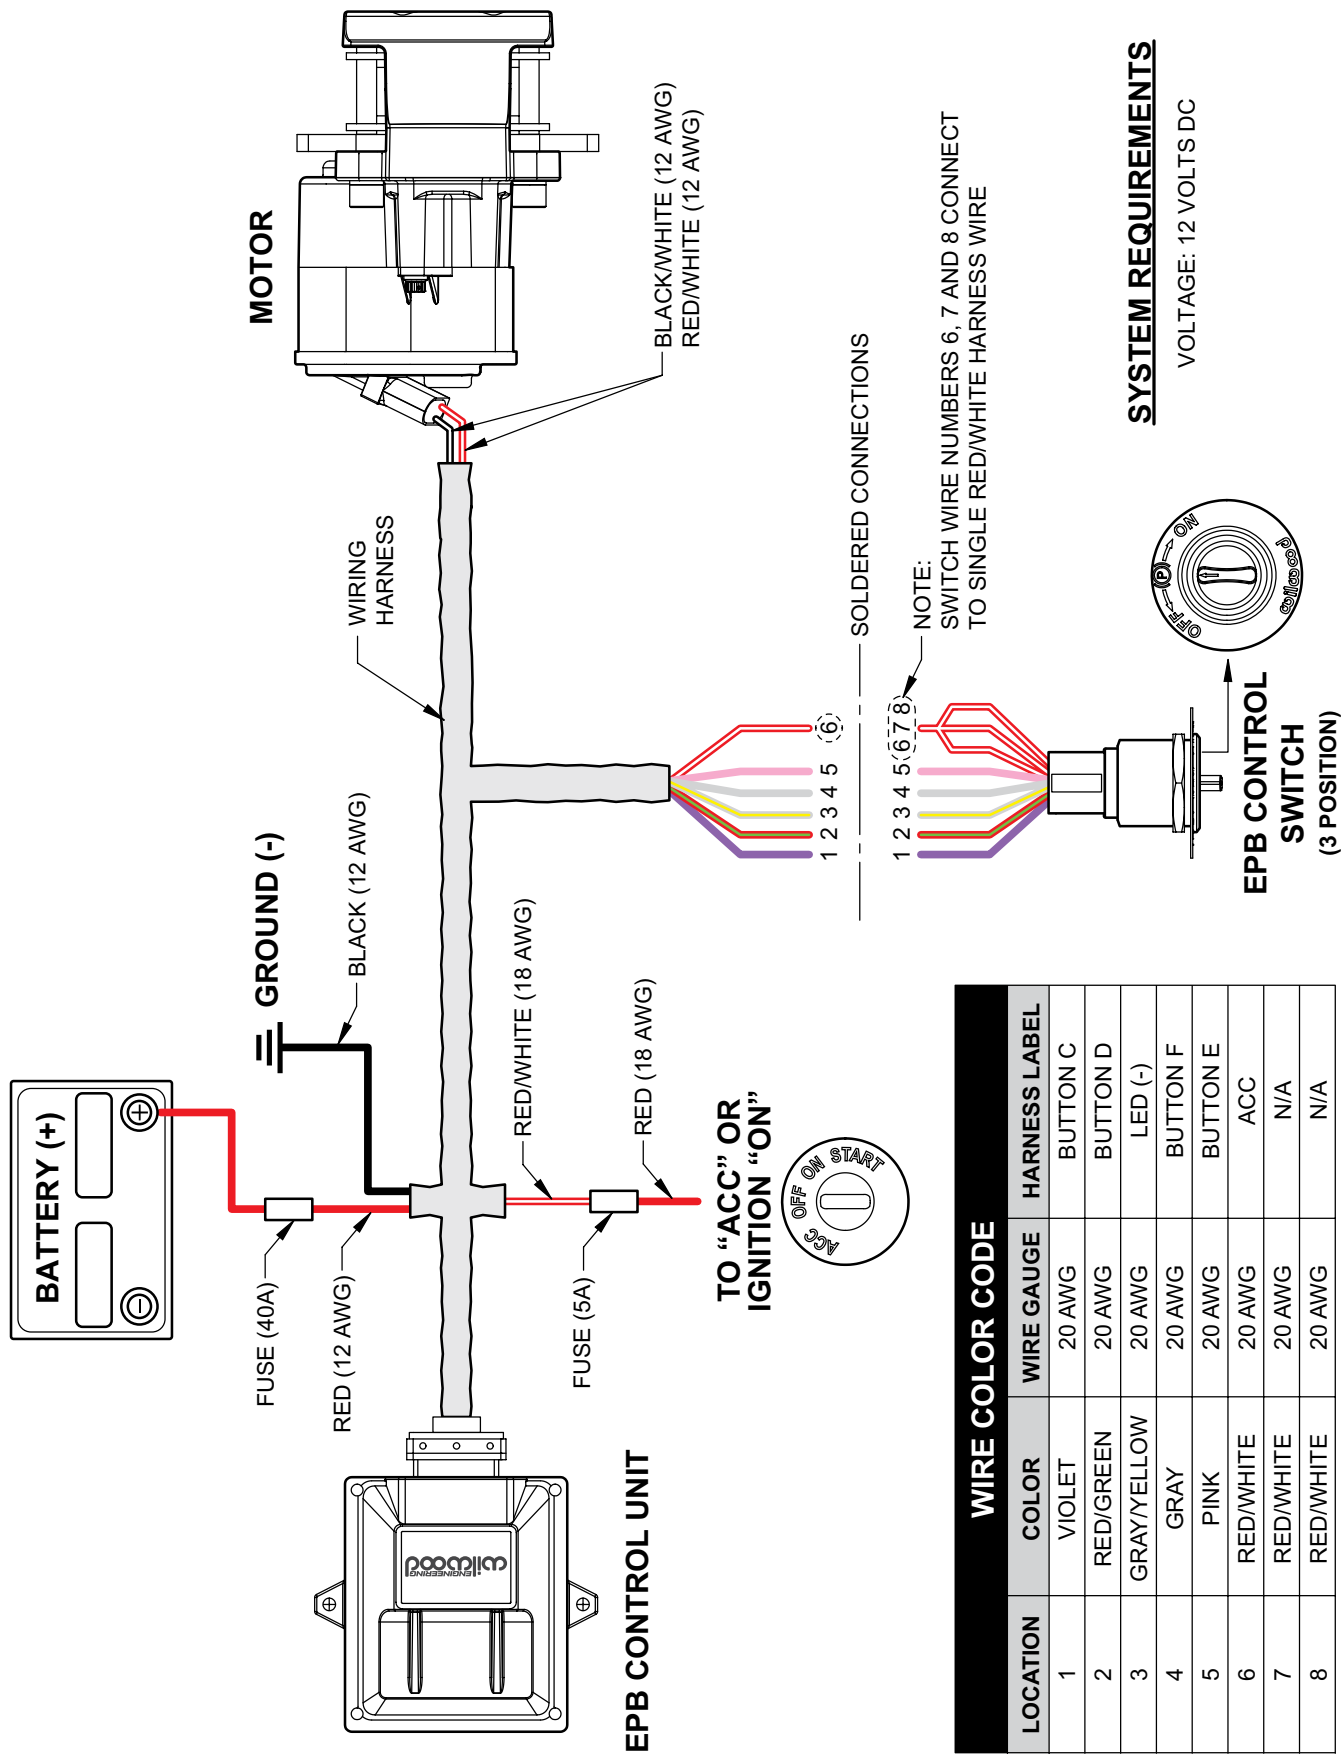 BATTERY (+)
GROUND (-)
BLACK (12 AWG)
FUSE (40A)
RED (12 AWG)
MOTOR
BLACK/WHITE (12 AWG)
RED/WHITE (12 AWG)
WIRING
HARNESS
wilwood
ENGINEERING
EPB CONTROL UNIT
RED/WHITE (18 AWG)
FUSE (5A)
RED (18 AWG)
TO “ACC” OR
IGNITION “ON”
ACC OFF ON START
1 2 3 4 5 6
SOLDERED CONNECTIONS
1 2 3 4 5 6 7 8
NOTE:
SWITCH WIRE NUMBERS 6, 7 AND 8 CONNECT
TO SINGLE RED/WHITE HARNESS WIRE
EPB CONTROL
SWITCH
(3 POSITION)
OFF P ON
wilwood
SYSTEM REQUIREMENTS
VOLTAGE: 12 VOLTS DC
WIRE COLOR CODE
LOCATION COLOR WIRE GAUGE HARNESS LABEL
1 VIOLET 20 AWG BUTTON C
2 RED/GREEN 20 AWG BUTTON D
3 GRAY/YELLOW 20 AWG LED (-)
4 GRAY 20 AWG BUTTON F
5 PINK 20 AWG BUTTON E
6 RED/WHITE 20 AWG ACC
7 RED/WHITE 20 AWG N/A
8 RED/WHITE 20 AWG N/A